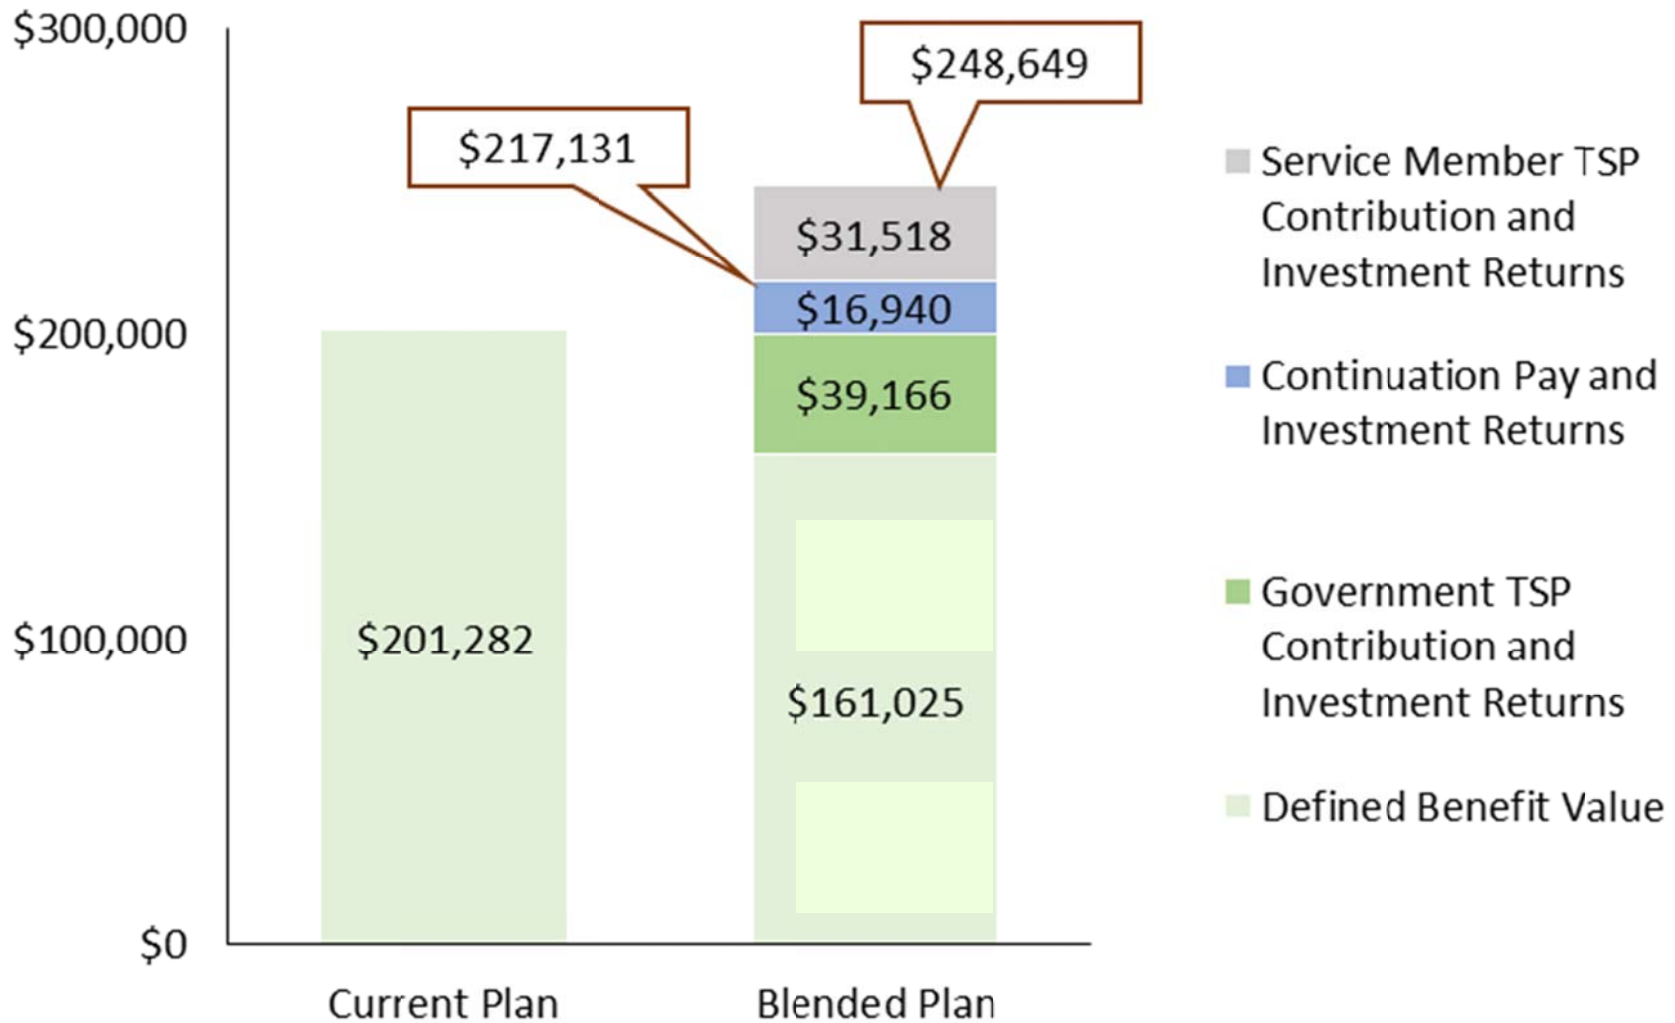 $300,000
$200,000
$100,000
$0
$217,131
$248,649
$201,282
$31,518
$16,940
$39,166
$161,025
Current Plan
Blended Plan
Service Member TSP
Contribution and
Investment Returns
Continuation Pay and
Investment Returns
Government TSP
Contribution and
Investment Returns
Defined Benefit Value